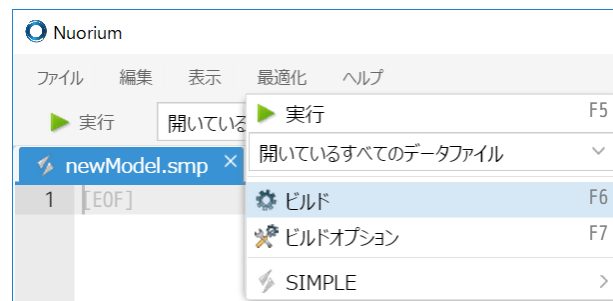 Nuorium
ファイル 編集 表示 最適化 ヘルプ
実行 開いている
実行 F5
開いているすべてのデータファイル
newModel.smp ×
1 [EOF]
ビルド F6
ビルドオプション F7
SIMPLE